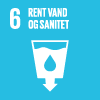 6 RENT VAND
OG SANITET